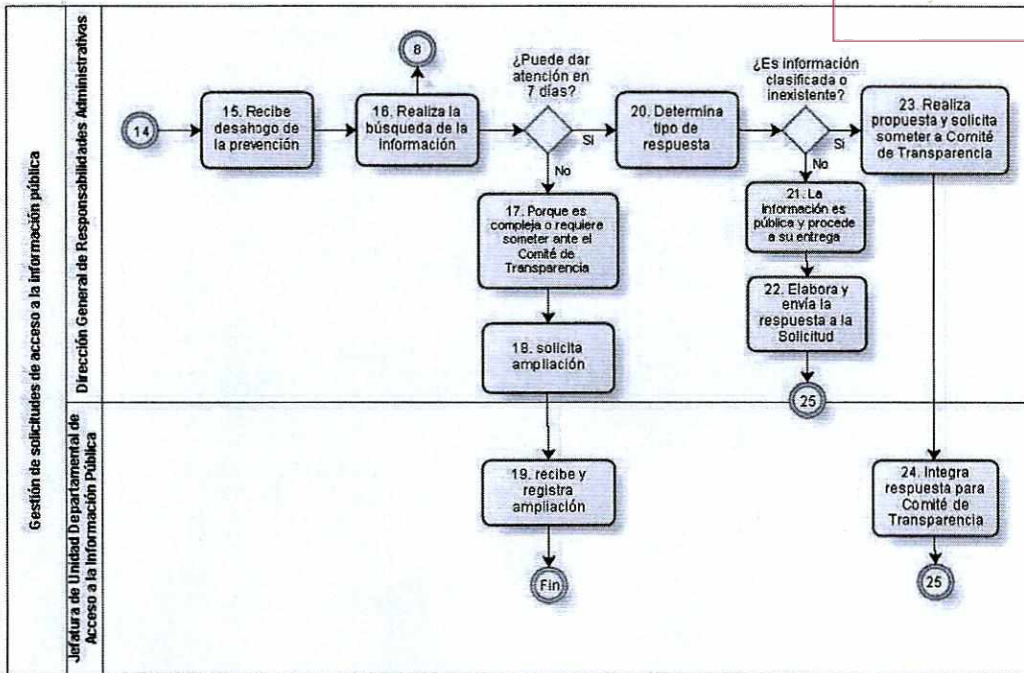 Gestión de solicitudes de acceso a la información pública
Dirección General de Responsabilidades Administrativas
14
15. Recibe
desahogo de
la prevención
8
16. Realiza la
búsqueda de la
información
¿Puede dar
atención en
7 días?
Si
No
20. Determina
tipo de
respuesta
¿Es información
clasificada o
inexistente?
Si
No
23. Realiza
propuesta y solicita
someter a Comité
de Transparencia
17. Porque es
compleja o requiere
someter ante el
Comité de
Transparencia
18. solicita
ampliación
21. La
información es
pública y procede
a su entrega
22. Elabora y
envía la
respuesta a la
Solicitud
25
Jefatura de Unidad Departamental de
Acceso a la Información Pública
19. recibe y
registra
ampliación
Fin
24. Integra
respuesta para
Comité de
Transparencia
25